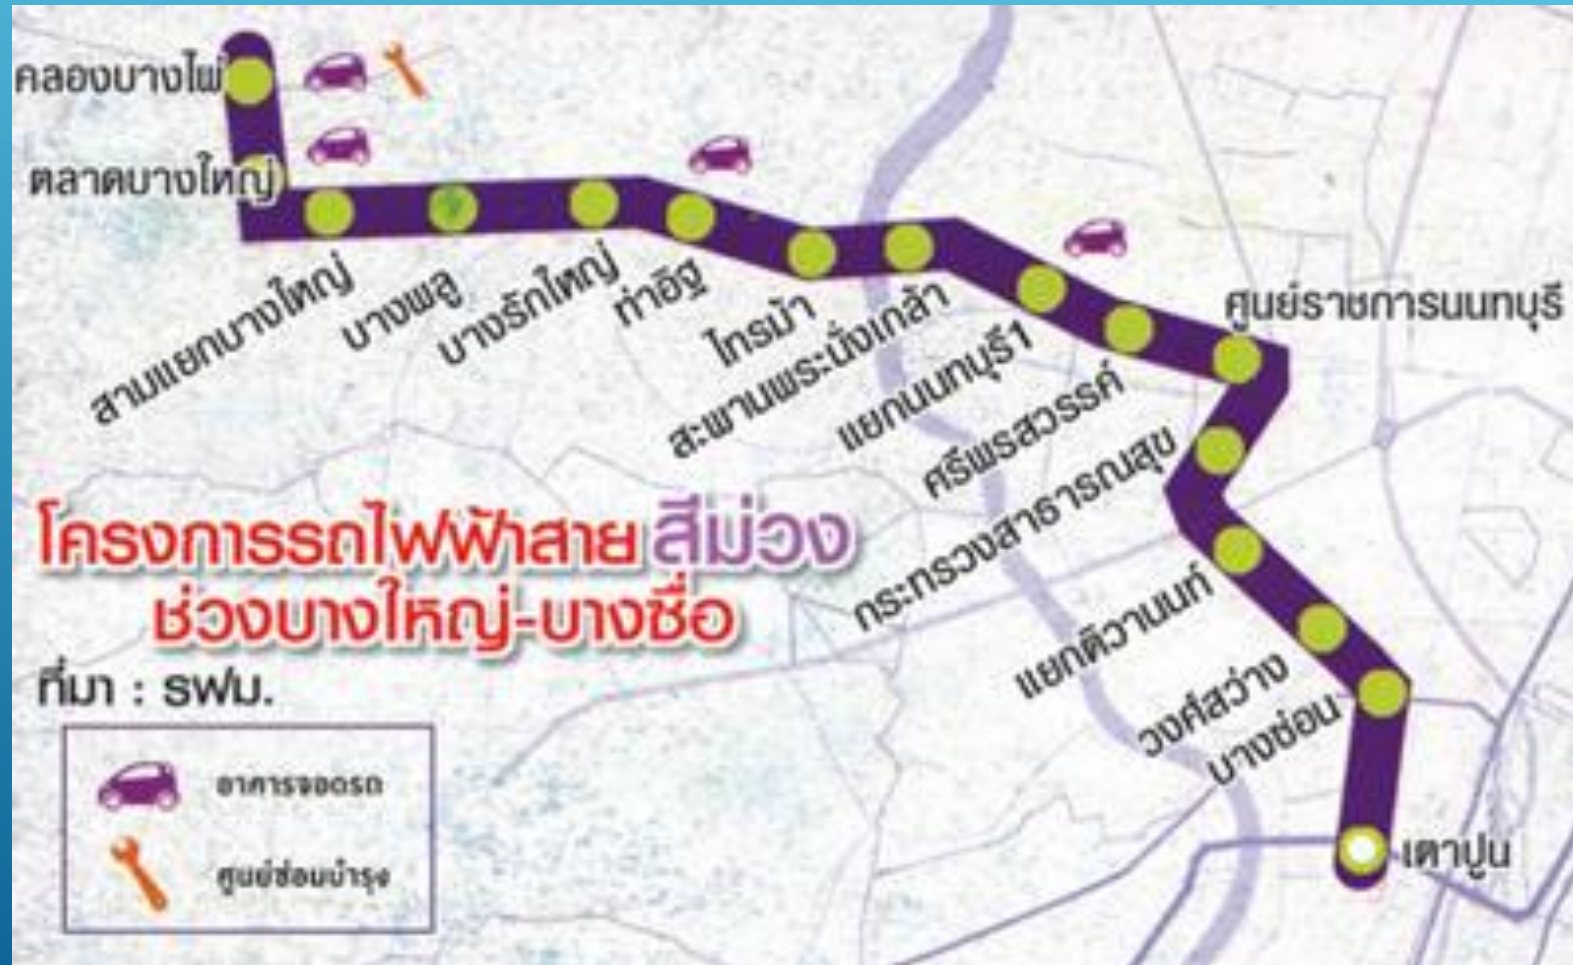 คลองบางไผ่
ตลาดบางใหญ่
สามแยกบางใหญ่
บางพลู
บางรักใหญ่
ท่าอิฐ
ไทรม้า
สะพานพระนั่งเกล้า
แยกนนทบุรี1
ศรีพรสวรรค์
ศูนย์ราชการนนทบุรี
กระทรวงสาธารณสุข
แยกติวานนท์
วงศ์สว่าง
บางซ่อน
เตาปูน
โครงการรถไฟฟ้าสาย สีม่วง
ช่วงบางใหญ่-บางซื่อ
ที่มา : รฟม.
อาคารจอดรถ
ศูนย์ซ่อมบำรุง